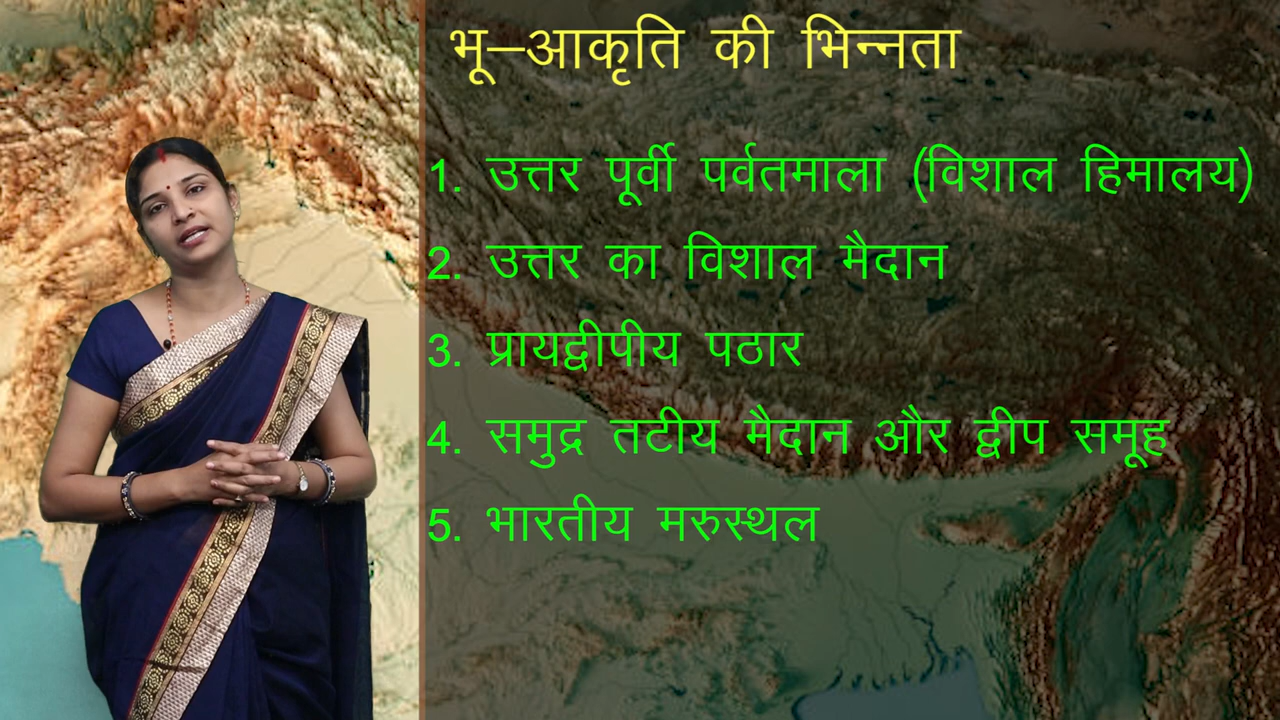 भू–आकृति की भिन्नता
1. उत्तर पूर्वी पर्वतमाला (विशाल हिमालय)
2. उत्तर का विशाल मैदान
3. प्रायद्वीपीय पठार
4. समुद्र तटीय मैदान और द्वीप समूह
5. भारतीय मरुस्थल